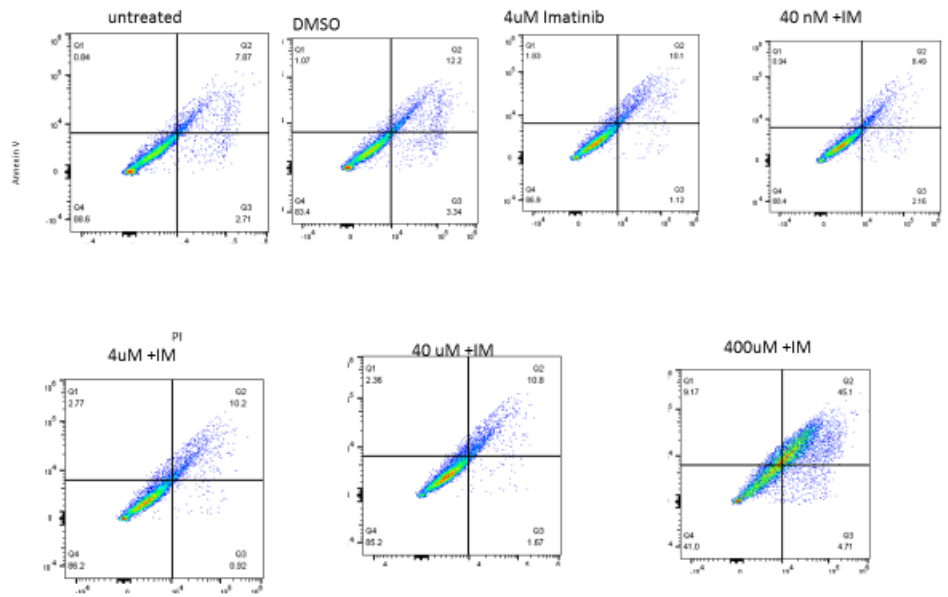 untreated
DMSO
4uM Imatinib
40 nM +IM
Q1
0.84
Q2
7.87
Q4
88.6
Q3
2.71
Annexin V
Q1
1.07
Q2
12.2
Q4
83.4
Q3
3.34
Q1
1.83
Q2
10.1
Q4
86.9
Q3
1.12
Q1
0.94
Q2
8.49
Q4
88.4
Q3
2.16
PI
4uM +IM
40 uM +IM
400uM +IM
Q1
2.77
Q2
10.2
Q4
86.2
Q3
0.92
Q1
2.36
Q2
10.8
Q4
85.2
Q3
1.67
Q1
9.17
Q2
45.1
Q4
41.0
Q3
4.71